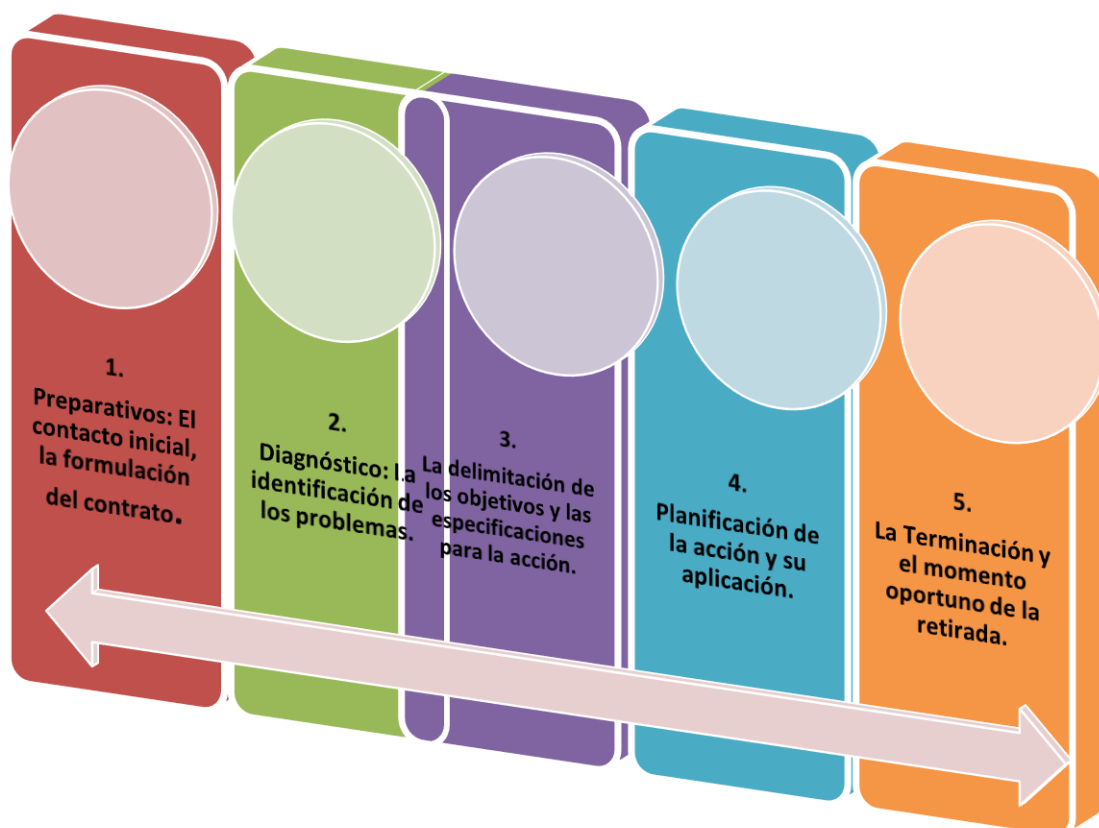 1.
Preparativos: El
contacto inicial,
la formulación
del contrato.
2.
Diagnóstico: La
identificación de
los problemas.
3.
La delimitación de
los objetivos y las
especificaciones
para la acción.
4.
Planificación de
la acción y su
aplicación.
5.
La Terminación y
el momento
oportuno de la
retirada.